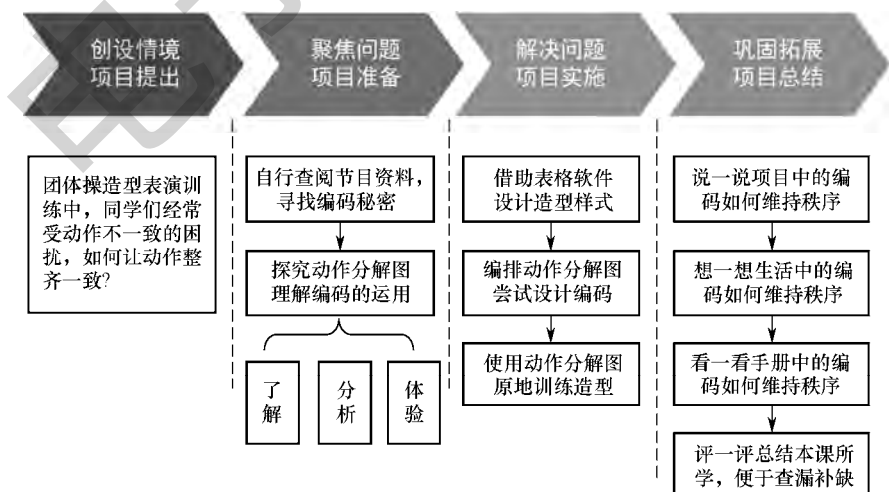 创设情境
项目提出
聚焦问题
项目准备
解决问题
项目实施
巩固拓展
项目总结
团体操造型表演训
练中，同学们经常
受动作不一致的困
扰，如何让动作整
齐一致?
自行查阅节目资料，
寻找编码秘密
探究动作分解图
理解编码的运用
了
解
分
析
体
验
借助表格软件
设计造型样式
编排动作分解图
尝试设计编码
使用动作分解图
原地训练造型
说一说项目中的编
码如何维持秩序
想一想生活中的编
码如何维持秩序
看一看手册中的编
码如何维持秩序
评一评总结本课所
学，便于查漏补缺